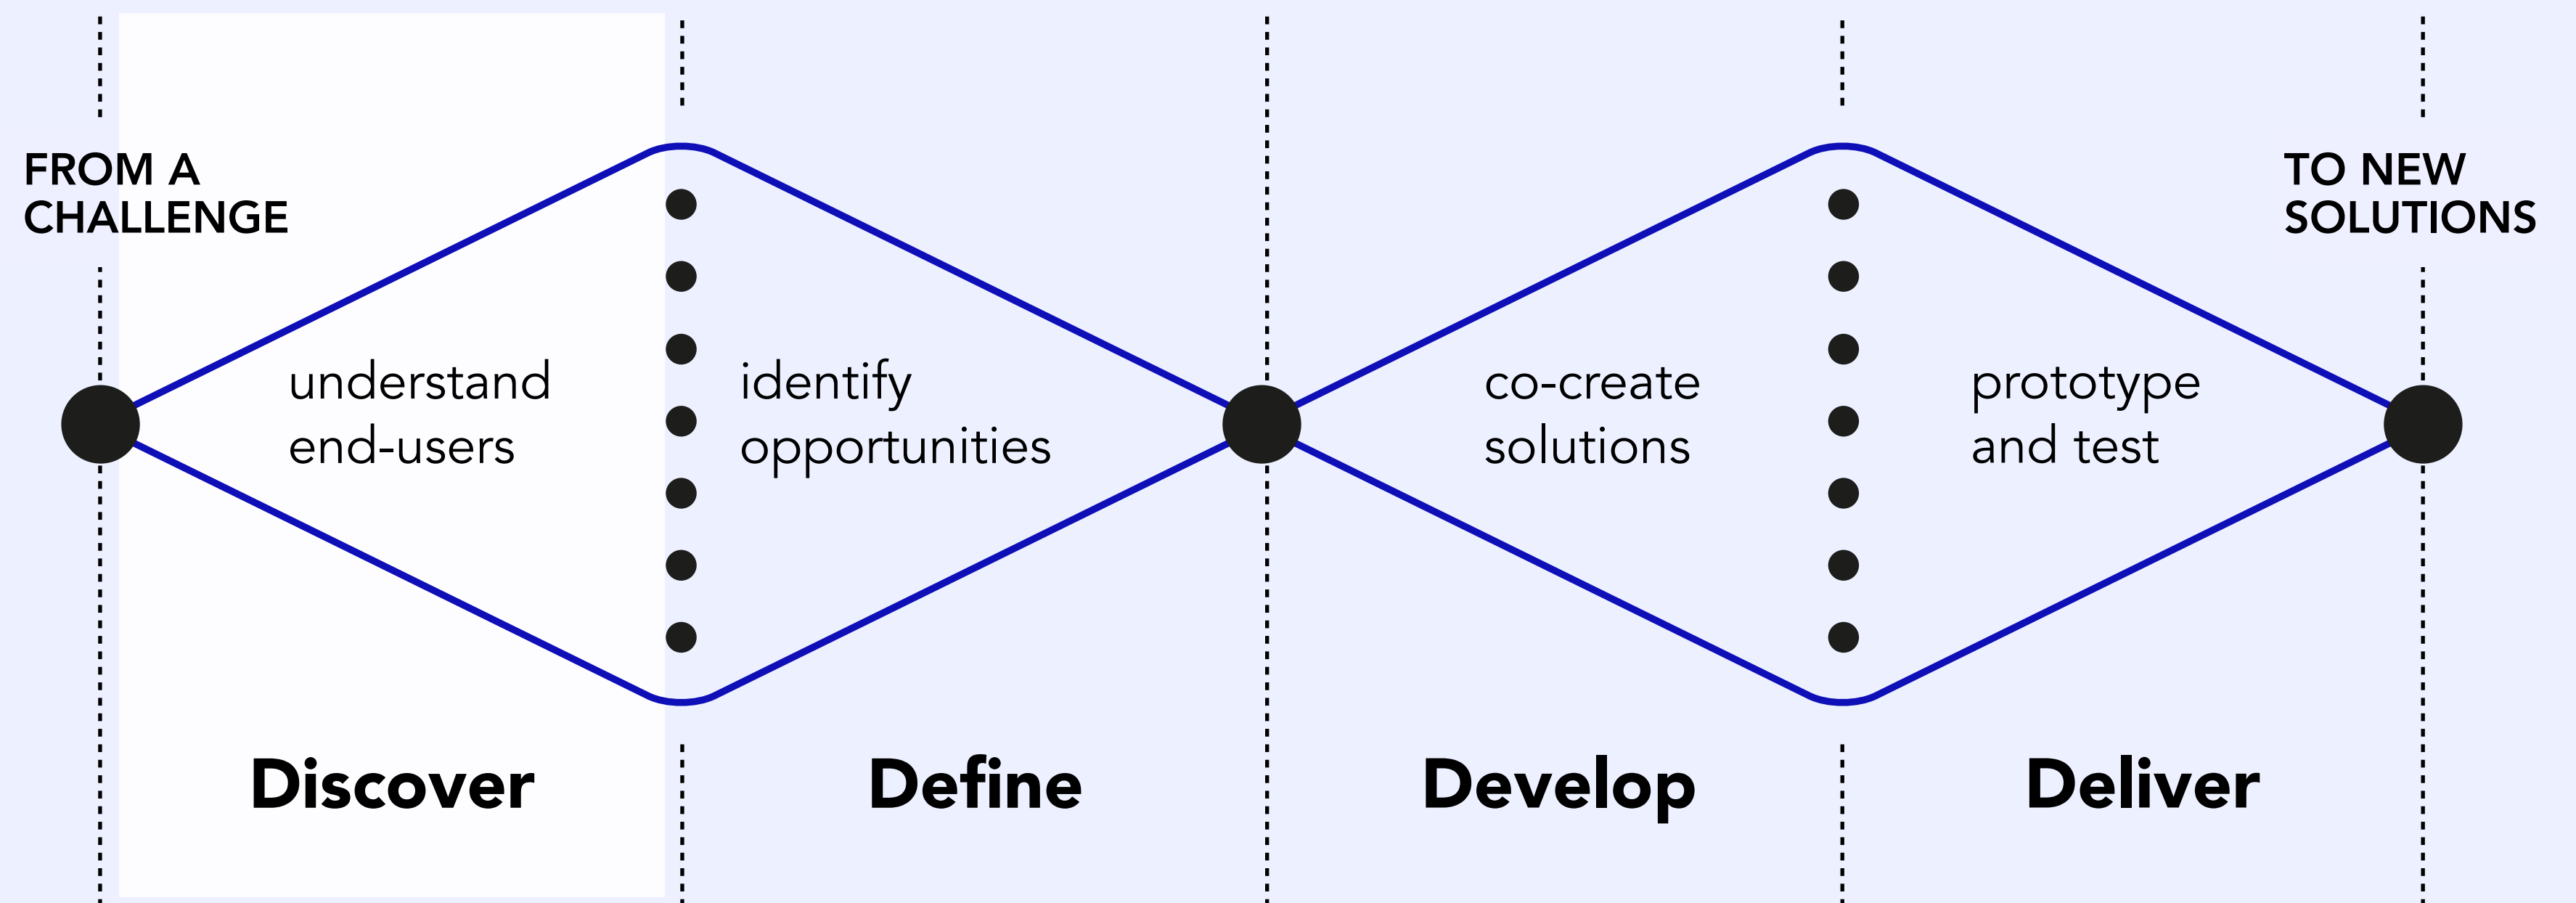 FROM A
CHALLENGE
TO NEW
SOLUTIONS
understand
end-users
identify
opportunities
co-create
solutions
prototype
and test
Discover
Define
Develop
Deliver